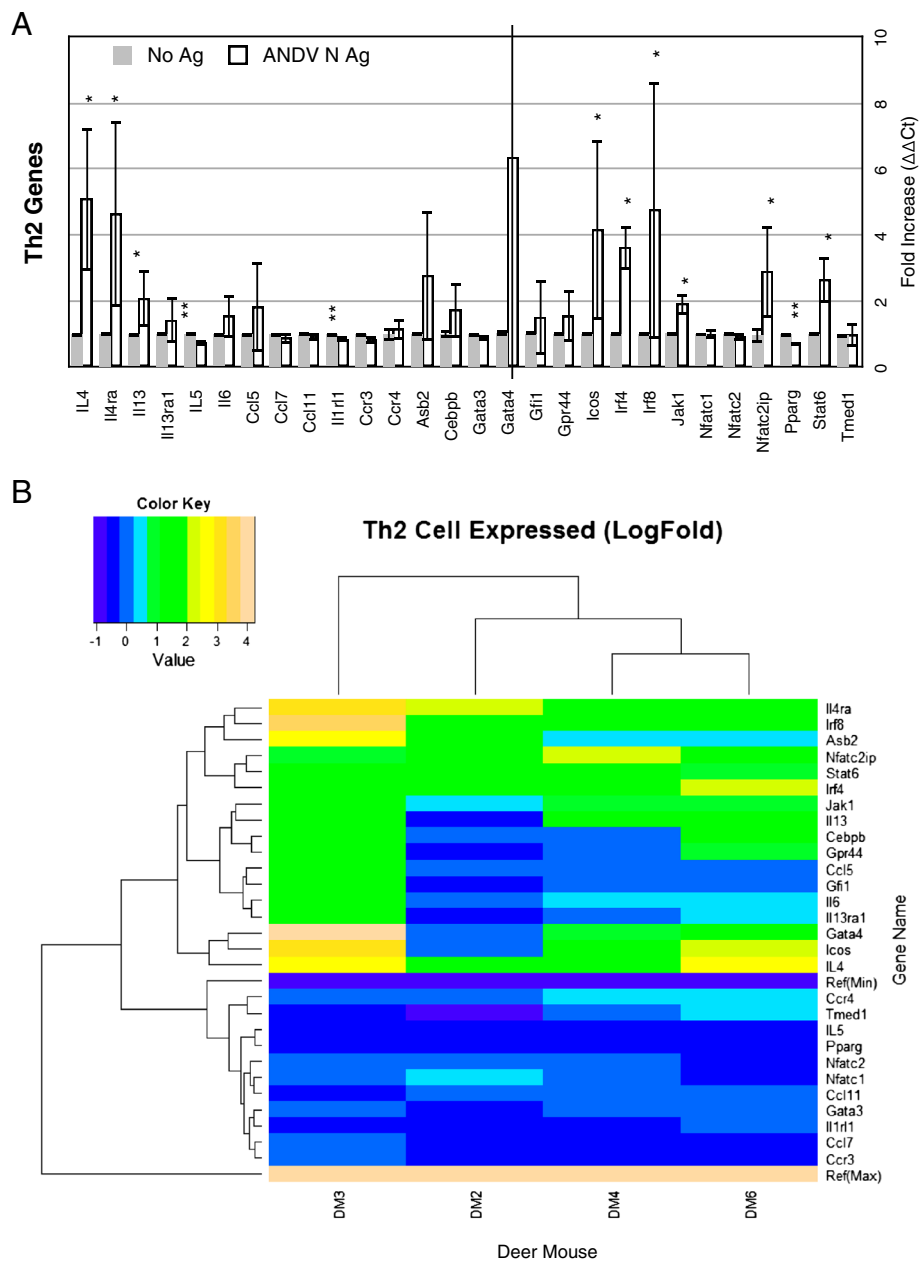 A
No Ag
ANDV N Ag
Th2 Genes
* * * ** ** * * * * * ** *
10
8
6
4
2
0
Fold Increase (ΔΔCt)
IL4
Il4ra
Il13
Il13ra1
IL5
Il6
Ccl5
Ccl7
Ccl11
Il1rl1
Ccr3
Ccr4
Asb2
Cebpb
Gata3
Gata4
Gfi1
Gpr44
Icos
Irf4
Irf8
Jak1
Nfatc1
Nfatc2
Nfatc2ip
Pparg
Stat6
Tmed1
B
Color Key
-1 0 1 2 3 4
Value
Th2 Cell Expressed (LogFold)
Il4ra
Irf8
Asb2
Nfatc2ip
Stat6
Irf4
Jak1
Il13
Cebpb
Gpr44
Ccl5
Gfi1
Il6
Il13ra1
Gata4
Icos
IL4
Ref(Min)
Ccr4
Tmed1
IL5
Pparg
Nfatc2
Nfatc1
Ccl11
Gata3
Il1rl1
Ccl7
Ccr3
Ref(Max)
Gene Name
DM3
DM2
DM4
DM6
Deer Mouse